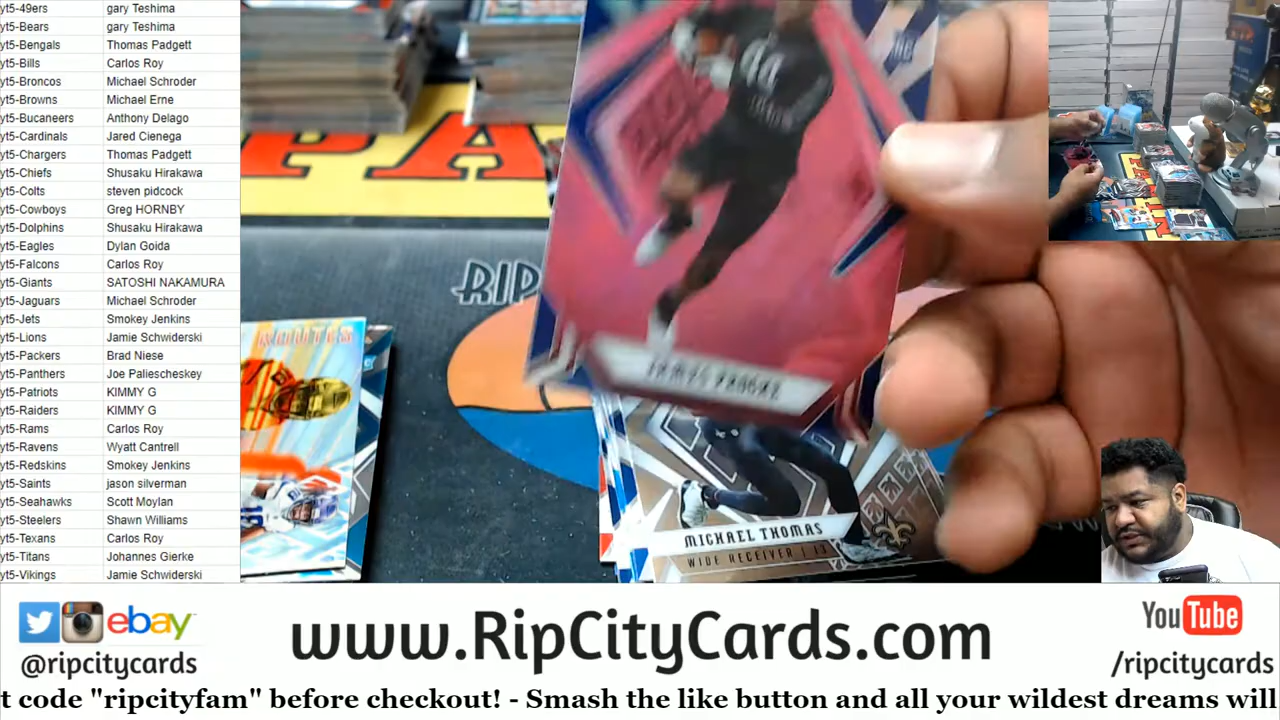 yt5-49ers gary Teshima
yt5-Bears gary Teshima
yt5-Bengals Thomas Padgett
yt5-Bills Carlos Roy
yt5-Broncos Michael Schroder
yt5-Browns Michael Erne
yt5-Bucaneers Anthony Delago
yt5-Cardinals Jared Cienega
yt5-Chargers Thomas Padgett
yt5-Chiefs Shusaku Hirakawa
yt5-Colts steven pidcock
yt5-Cowboys Greg HORNBY
yt5-Dolphins Shusaku Hirakawa
yt5-Eagles Dylan Goida
yt5-Falcons Carlos Roy
yt5-Giants SATOSHI NAKAMURA
yt5-Jaguars Michael Schroder
yt5-Jets Smokey Jenkins
yt5-Lions Jamie Schwiderski
yt5-Packers Brad Niese
yt5-Panthers Joe Paliescheskey
yt5-Patriots KIMMY G
yt5-Raiders KIMMY G
yt5-Rams Carlos Roy
yt5-Ravens Wyatt Cantrell
yt5-Redskins Smokey Jenkins
yt5-Saints jason silverman
yt5-Seahawks Scott Moylan
yt5-Steelers Shawn Williams
yt5-Texans Carlos Roy
yt5-Titans Johannes Gierke
yt5-Vikings Jamie Schwiderski
RIP
44
MICHAEL THOMAS
WIDE RECEIVER | 13
ebay
@ripcitycards
www.RipCityCards.com
YouTube
/ripcitycards
t code "ripcityfam" before checkout! - Smash the like button and all your wildest dreams will